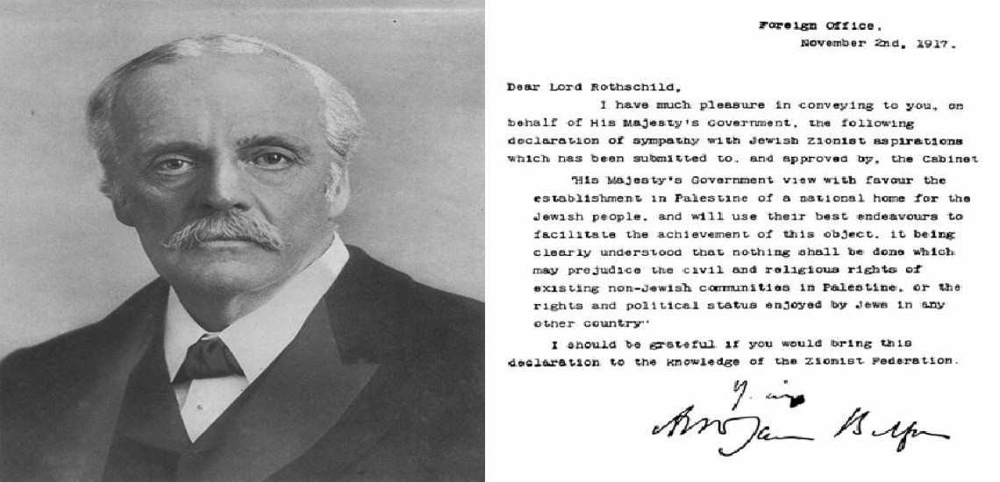 Foreign Office,
November 2nd, 1917.
Dear Lord Rothschild,
I have much pleasure in conveying to you, on
behalf of His Majesty's Government, the following
declaration of sympathy with Jewish Zionist aspirations
which has been submitted to, and approved by, the Cabinet
"His Majesty's Government view with favour the
establishment in Palestine of a national home for the
Jewish people, and will use their best endeavours to
facilitate the achievement of this object, it being
clearly understood that nothing shall be done which
may prejudice the civil and religious rights of
existing non-Jewish communities in Palestine, or the
rights and political status enjoyed by Jews in any
other country"
I should be grateful if you would bring this
declaration to the knowledge of the Zionist Federation.
Arthur James Balfour